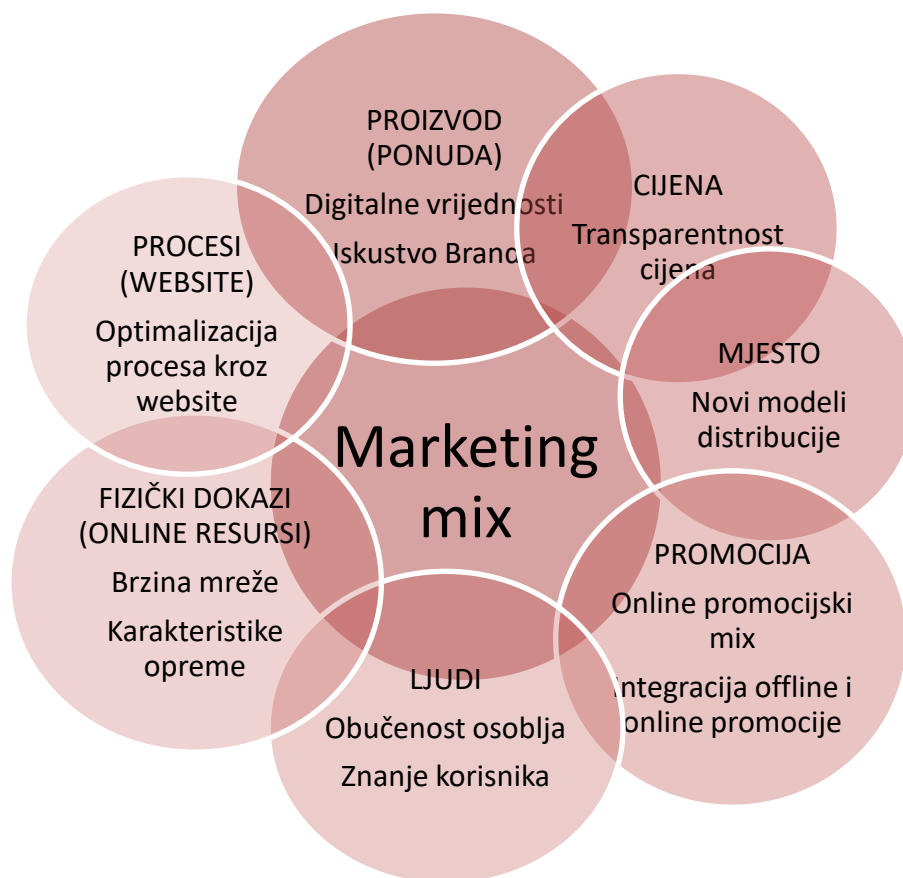 PROIZVOD
(PONUDA)
Digitalne vrijednosti
Iskustvo Branda
CIJENA
Transparentnost
cijena
MJESTO
Novi modeli
distribucije
PROMOCIJA
Online promocijski
mix
Integracija offline i
online promocije
LJUDI
Obučenost osoblja
Znanje korisnika
FIZIČKI DOKAZI
(ONLINE RESURSI)
Brzina mreže
Karakteristike
opreme
PROCESI
(WEBSITE)
Optimalizacija
procesa kroz
website
Marketing
mix